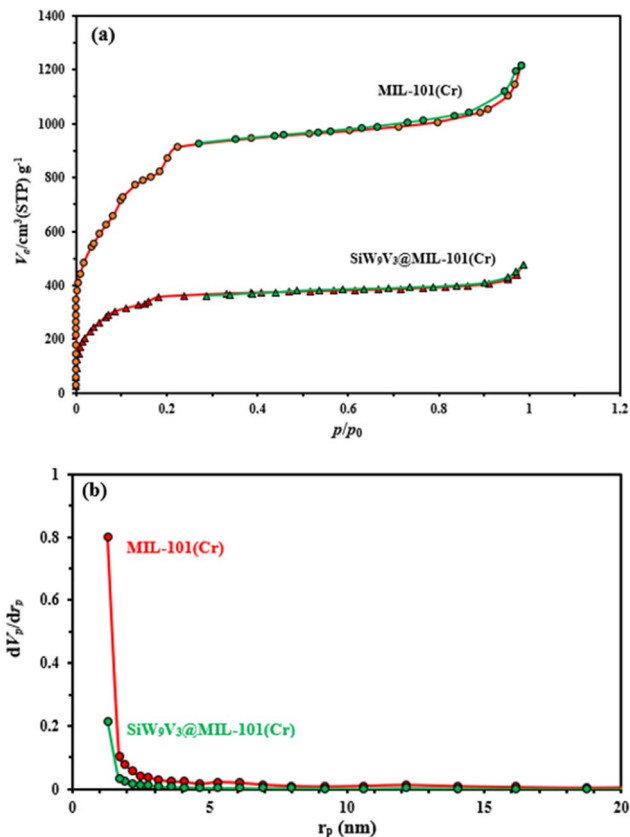 (a)
1400
1200
1000
800
600
400
200
0
Va/cm³(STP) g⁻¹
MIL-101(Cr)
SiW₉V₃@MIL-101(Cr)
0 0.2 0.4 0.6 0.8 1 1.2
p/p₀
(b)
1
0.8
0.6
0.4
0.2
0
dVp/drp
MIL-101(Cr)
SiW₉V₃@MIL-101(Cr)
0 5 10 15 20
rp (nm)